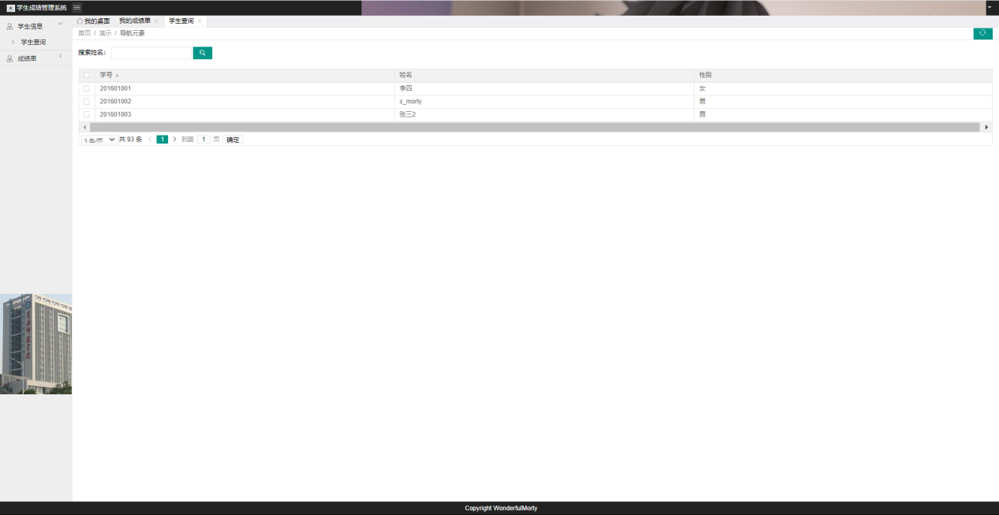 学生成绩管理系统
我的桌面 我的成绩单 学生查询
学生信息
首页 / 演示 / 导航元素
学生查询
搜索姓名：
成绩单
学号 姓名 性别
201601001 季四 女
201601002 s_morty 男
201601003 张三2 男
3 条/页 共 93 条 1 到第 1 页 确定
Copyright WonderfulMorty